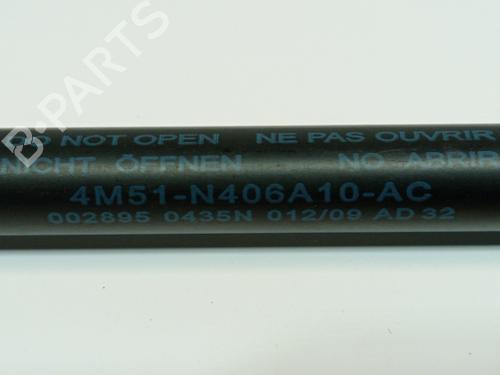 B-PARTS
DO NOT OPEN NE PAS OUVRIR
NICHT ÖFFNEN NO ABRIR
4M51-N406A10-AC
002895 0435N 012/09 AD 32